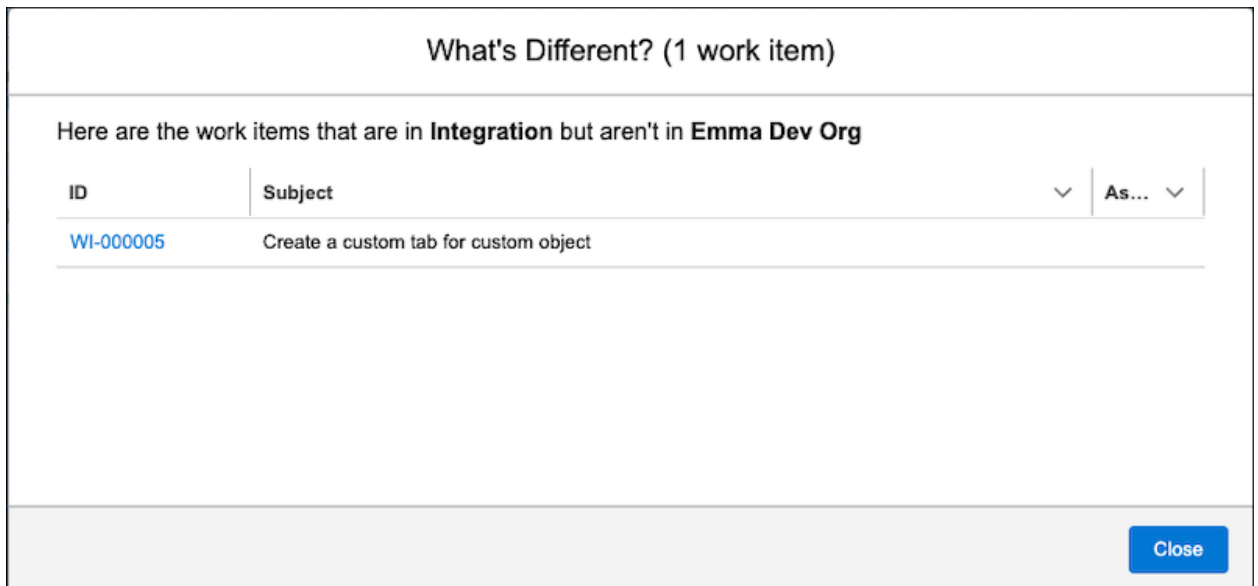 What's Different? (1 work item)
Here are the work items that are in Integration but aren't in Emma Dev Org
ID Subject As...
WI-000005 Create a custom tab for custom object
Close